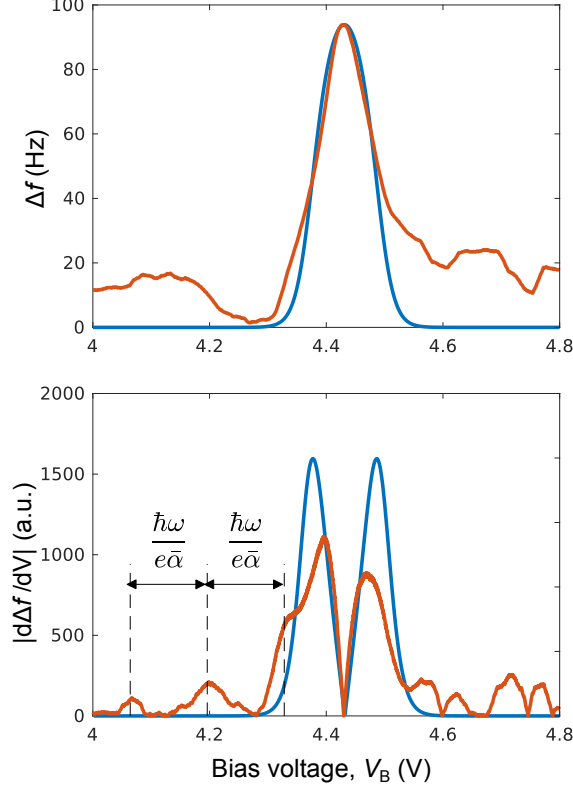 100
80
60
40
20
0
Δf (Hz)
4 4.2 4.4 4.6 4.8
2000
1500
1000
500
0
|dΔf/dV| (a.u.)
ħω/eᾱ ħω/eᾱ
4 4.2 4.4 4.6 4.8
Bias voltage, V_B (V)